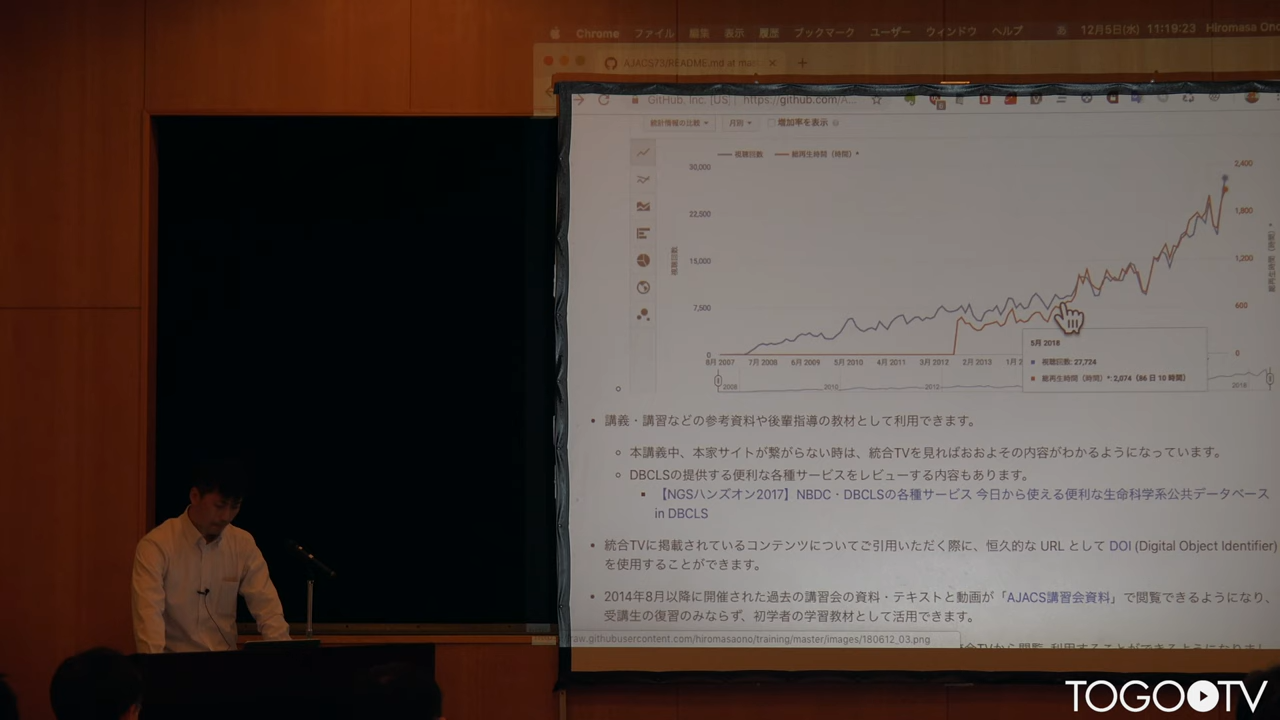 Chrome ファイル 編集 表示 履歴 ブックマーク ユーザー ウィンドウ ヘルプ あ 12月5日(水) 11:19:23 Hiromasa Ono
AJACS73/README.md at mas
GitHub, Inc. [US] https://github.com/A...
統計情報の比較 月別 増加率を表示
視聴回数 総再生時間（時間）*
30,000 2,400
22,500 1,800
視聴回数
15,000 1,200
7,500 600
0 0
8月 2007 7月 2008 6月 2009 5月 2010 4月 2011 3月 2012 2月 2013 1月 2
2008 2010 2012 2018
5月 2018
視聴回数: 27,724
総再生時間（時間）*: 2,074（86 日 10 時間）
講義・講習などの参考資料や後輩指導の教材として利用できます。
本講義中、本家サイトが繋がらない時は、統合TVを見ればおおよその内容がわかるようになっています。
DBCLSの提供する便利な各種サービスをレビューする内容もあります。
【NGSハンズオン2017】NBDC・DBCLSの各種サービス 今日から使える便利な生命科学系公共データベース
in DBCLS
統合TVに掲載されているコンテンツについてご引用いただく際に、恒久的な URL として DOI (Digital Object Identifier)
を使用することができます。
2014年8月以降に開催された過去の講習会の資料・テキストと動画が「AJACS講習会資料」で閲覧できるようになり、
受講生の復習のみならず、初学者の学習教材として活用できます。
raw.githubusercontent.com/hiromasaono/training/master/images/180612_03.png
TOGOTV